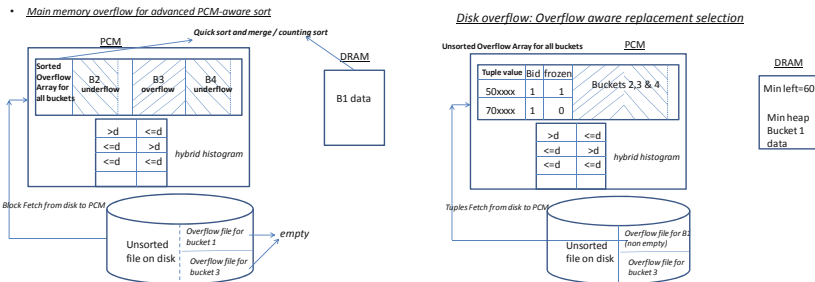 • Main memory overflow for advanced PCM-aware sort
Quick sort and merge / counting sort
PCM
DRAM
Sorted
Overflow
Array for
all buckets
B2
underflow
B3
overflow
B4
underflow
B1 data
>d <=d
<=d >d
<=d <=d
hybrid histogram
Block Fetch from disk to PCM
Unsorted
file on disk
Overflow file for
bucket 1
Overflow file for
bucket 3
empty
Disk overflow: Overflow aware replacement selection
Unsorted Overflow Array for all buckets
PCM
DRAM
Tuple value Bid frozen
50xxxx 1 1
70xxxx 1 0
Buckets 2,3 & 4
Min left=60
Min heap
Bucket 1
data
>d <=d
<=d >d
<=d <=d
hybrid histogram
Tuples Fetch from disk to PCM
Unsorted
file on disk
Overflow file for B1
(non empty)
Overflow file for
bucket 3